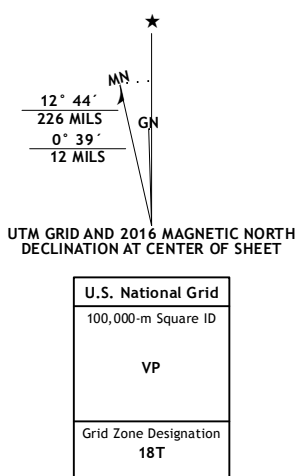 ★
MN
12° 44´
226 MILS
GN
0° 39´
12 MILS
UTM GRID AND 2016 MAGNETIC NORTH
DECLINATION AT CENTER OF SHEET
U.S. National Grid
100,000-m Square ID
VP
Grid Zone Designation
18T